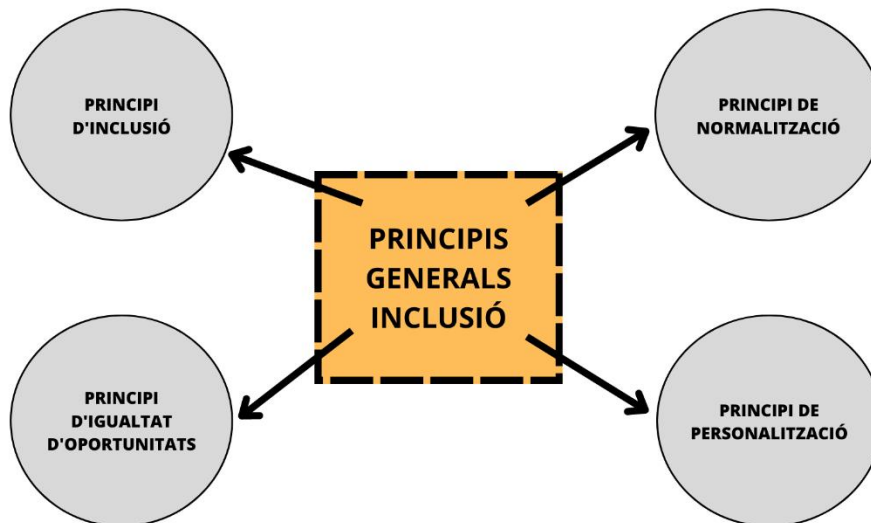 PRINCIPI
D'INCLUSIÓ
PRINCIPI DE
NORMALITZACIÓ
PRINCIPIS
GENERALS
INCLUSIÓ
PRINCIPI
D'IGUALTAT
D'OPORTUNITATS
PRINCIPI DE
PERSONALITZACIÓ